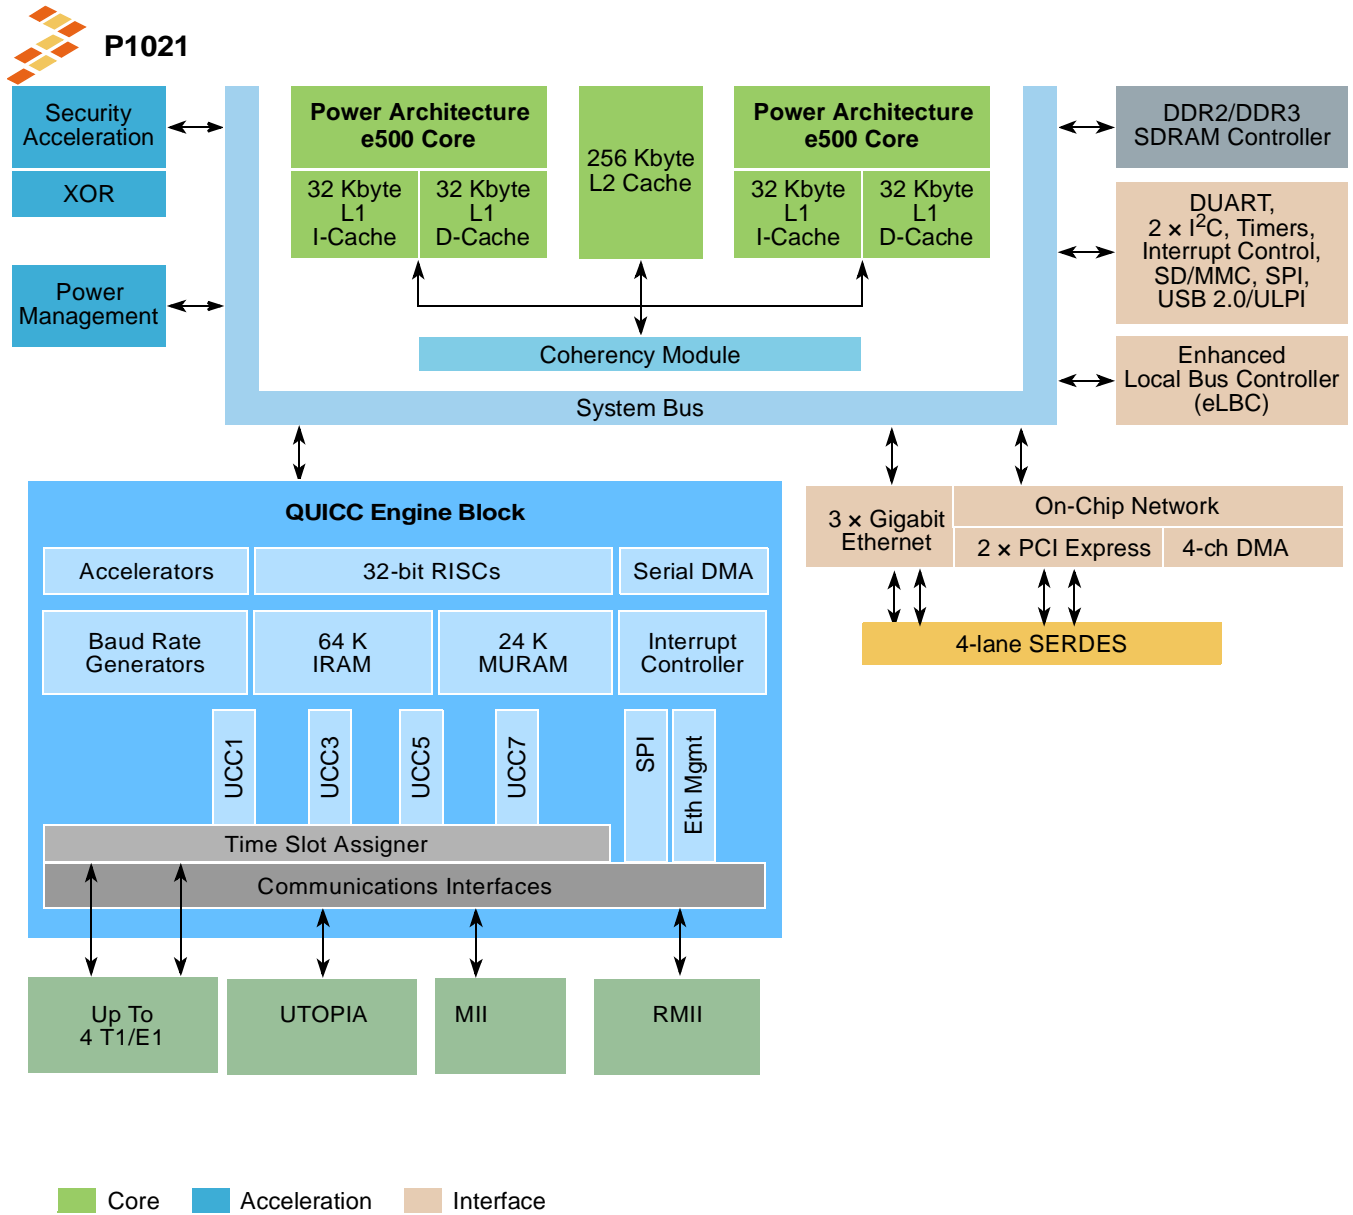 P1021
Security
Acceleration
XOR
Power
Management
Power Architecture
e500 Core
32 Kbyte
L1
I-Cache
32 Kbyte
L1
D-Cache
256 Kbyte
L2 Cache
Power Architecture
e500 Core
32 Kbyte
L1
I-Cache
32 Kbyte
L1
D-Cache
Coherency Module
System Bus
DDR2/DDR3
SDRAM Controller
DUART,
2 × I²C, Timers,
Interrupt Control,
SD/MMC, SPI,
USB 2.0/ULPI
Enhanced
Local Bus Controller
(eLBC)
QUICC Engine Block
Accelerators
32-bit RISCs
Serial DMA
Baud Rate
Generators
64 K
IRAM
24 K
MURAM
Interrupt
Controller
UCC1
UCC3
UCC5
UCC7
SPI
Eth Mgmt
Time Slot Assigner
Communications Interfaces
3 × Gigabit
Ethernet
On-Chip Network
2 × PCI Express
4-ch DMA
4-lane SERDES
Up To
4 T1/E1
UTOPIA
MII
RMII
Core
Acceleration
Interface